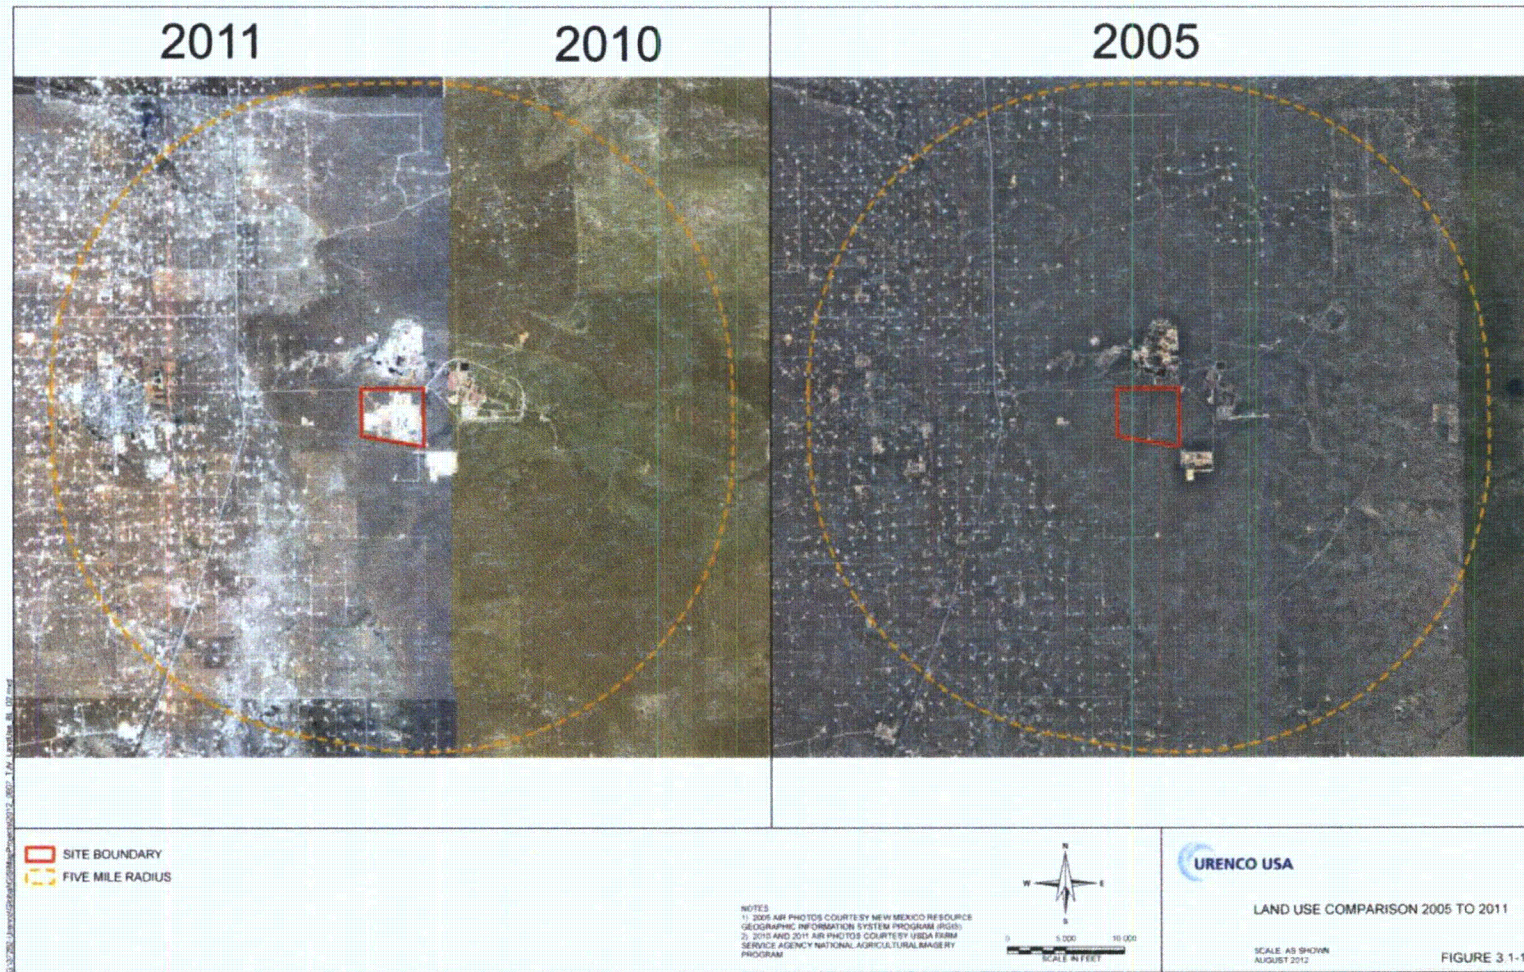 2011
2010
2005
SITE BOUNDARY
FIVE MILE RADIUS
NOTES
1) 2005 AIR PHOTOS COURTESY NEW MEXICO RESOURCE
GEOGRAPHIC INFORMATION SYSTEM PROGRAM (RGIS)
2) 2010 AND 2011 AIR PHOTOS COURTESY USDA FARM
SERVICE AGENCY NATIONAL AGRICULTURAL IMAGERY
PROGRAM
N
W E
S
0 5,000 10,000
SCALE IN FEET
URENCO USA
LAND USE COMPARISON 2005 TO 2011
SCALE: AS SHOWN
AUGUST 2012
FIGURE 3.1-1